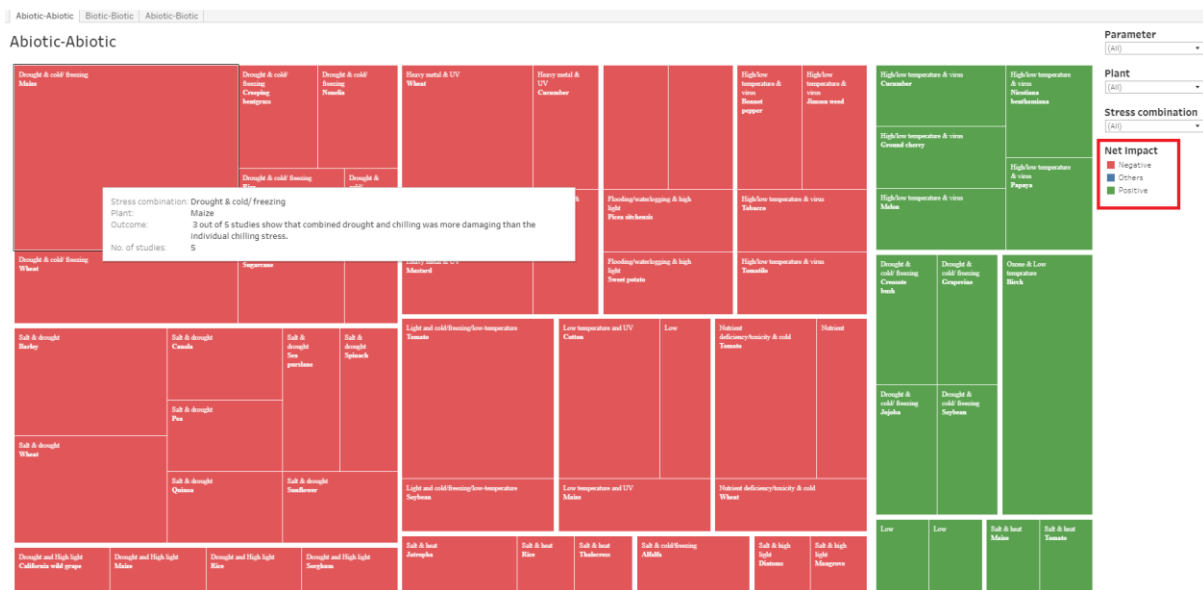 Abiotic-Abiotic
Biotic-Biotic
Abiotic-Biotic
Abiotic-Abiotic
Drought & cold/ freezing
Maize
Drought & cold/
freezing
Creeping
bentgrass
Drought & cold/
freezing
Nemelia
Drought & cold/ freezing
Drought &
Drought & cold/ freezing
Wheat
Sugarcane
Stress combination: Drought & cold/ freezing
Plant: Maize
Outcome: 3 out of 5 studies show that combined drought and chilling was more damaging than the
individual chilling stress.
No. of studies: 5
Heavy metal & UV
Wheat
Heavy metal &
UV
Cucumber
Mustard
High/low
temperature &
virus
Bonnet
pepper
High/low
temperature &
virus
Jimson weed
Flooding/waterlogging & high
light
Picea sitchensis
High/low temperature & virus
Tobacco
Flooding/waterlogging & high
light
Sweet potato
High/low temperature & virus
Tomatillo
Salt & drought
Barley
Salt & drought
Canola
Salt &
drought
Sea
purslane
Salt &
drought
Spinach
Salt & drought
Pea
Salt & drought
Wheat
Salt & drought
Quinoa
Salt & drought
Sunflower
Light and cold/freezing/low-temperature
Tomato
Low temperature and UV
Cotton
Low
Nutrient
deficiency/toxicity & cold
Tomato
Nutrient
Light and cold/freezing/low-temperature
Soybean
Low temperature and UV
Maize
Nutrient deficiency/toxicity & cold
Wheat
Drought and High light
California wild grape
Drought and High light
Maize
Drought and High light
Rice
Drought and High light
Sorghum
Salt & heat
Jatropha
Salt & heat
Rice
Salt & heat
Thalecress
Salt & cold/freezing
Alfalfa
Salt & high
light
Diatoms
Salt & high
light
Mangrove
High/low temperature & virus
Cucumber
High/low temperature
& virus
Nicotiana
benthamiana
High/low temperature & virus
Ground cherry
High/low temperature
& virus
Papaya
High/low temperature & virus
Melon
Drought &
cold/ freezing
Creosote
bush
Drought &
cold/ freezing
Grapevine
Ozone & Low
temprature
Birch
Drought &
cold/ freezing
Jojoba
Drought &
cold/ freezing
Soybean
Low
Low
Salt & heat
Maize
Salt & heat
Tomato
Parameter
(All)
Plant
(All)
Stress combination
(All)
Net Impact
Negative
Others
Positive